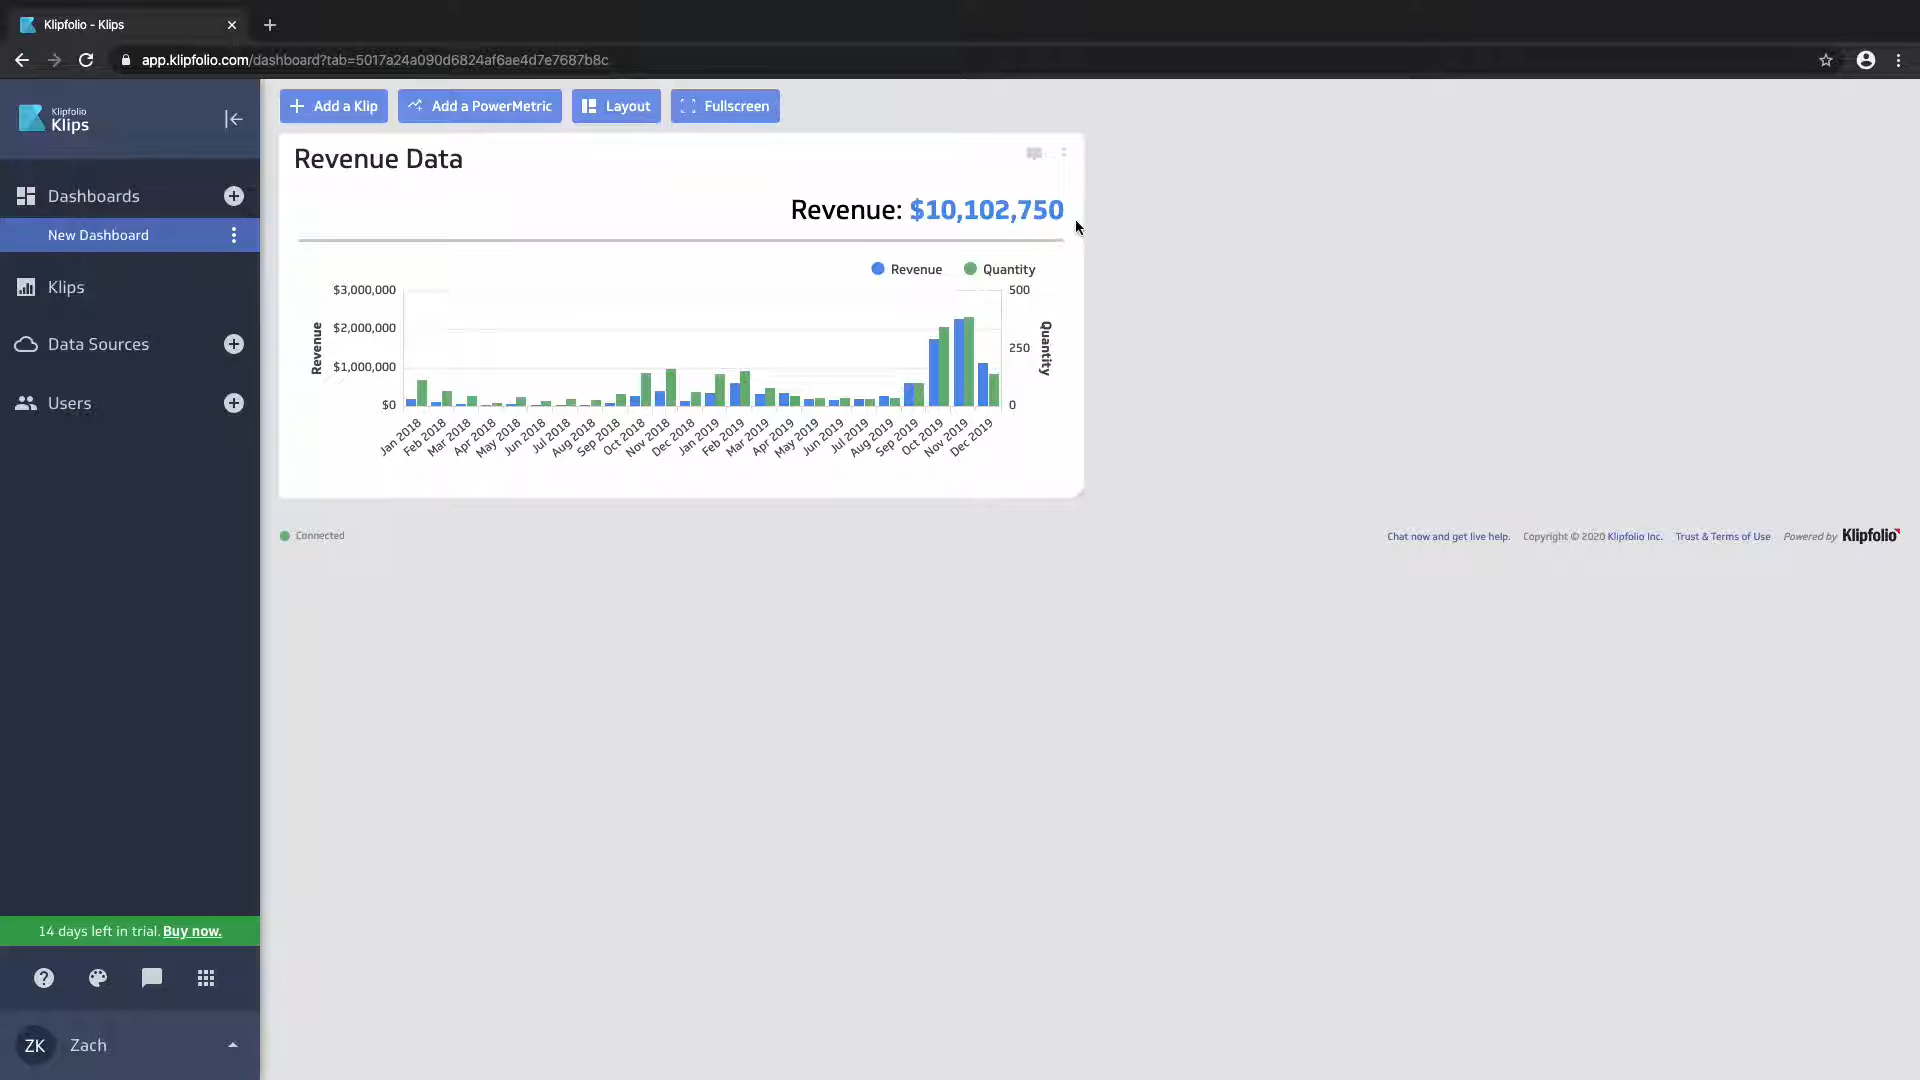 Klipfolio - Klips
app.klipfolio.com/dashboard?tab=5017a24a090d6824af6ae4d7e7687b8c
Klipfolio
Klips
Dashboards
New Dashboard
Klips
Data Sources
Users
14 days left in trial. Buy now.
ZK Zach
Add a Klip Add a PowerMetric Layout Fullscreen
Revenue Data
Revenue: $10,102,750
Revenue Quantity
Revenue
$3,000,000
$2,000,000
$1,000,000
$0
500
250
0
Quantity
Jan 2018 Feb 2018 Mar 2018 Apr 2018 May 2018 Jun 2018 Jul 2018 Aug 2018 Sep 2018 Oct 2018 Nov 2018 Dec 2018 Jan 2019 Feb 2019 Mar 2019 Apr 2019 May 2019 Jun 2019 Jul 2019 Aug 2019 Sep 2019 Oct 2019 Nov 2019 Dec 2019
Connected
Chat now and get live help. Copyright © 2020 Klipfolio Inc. Trust & Terms of Use Powered by Klipfolio